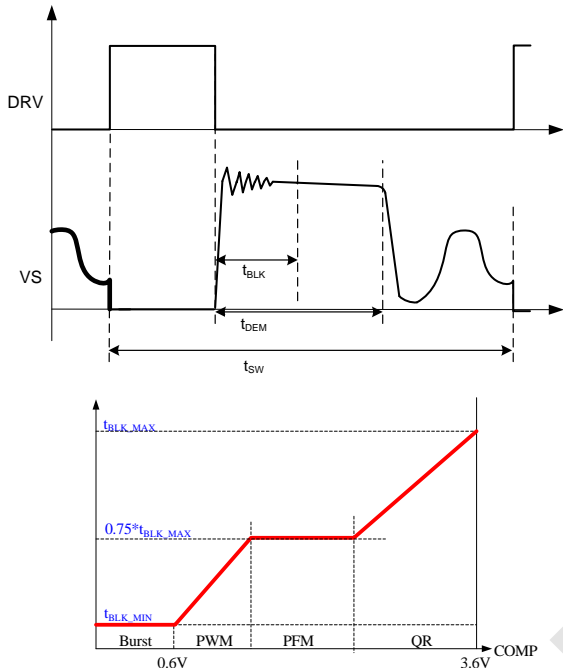 DRV
VS
tBLK
tDEM
tSW
tBLK_MAX
0.75*tBLK_MAX
tBLK_MIN
Burst PWM PFM QR
COMP
0.6V 3.6V